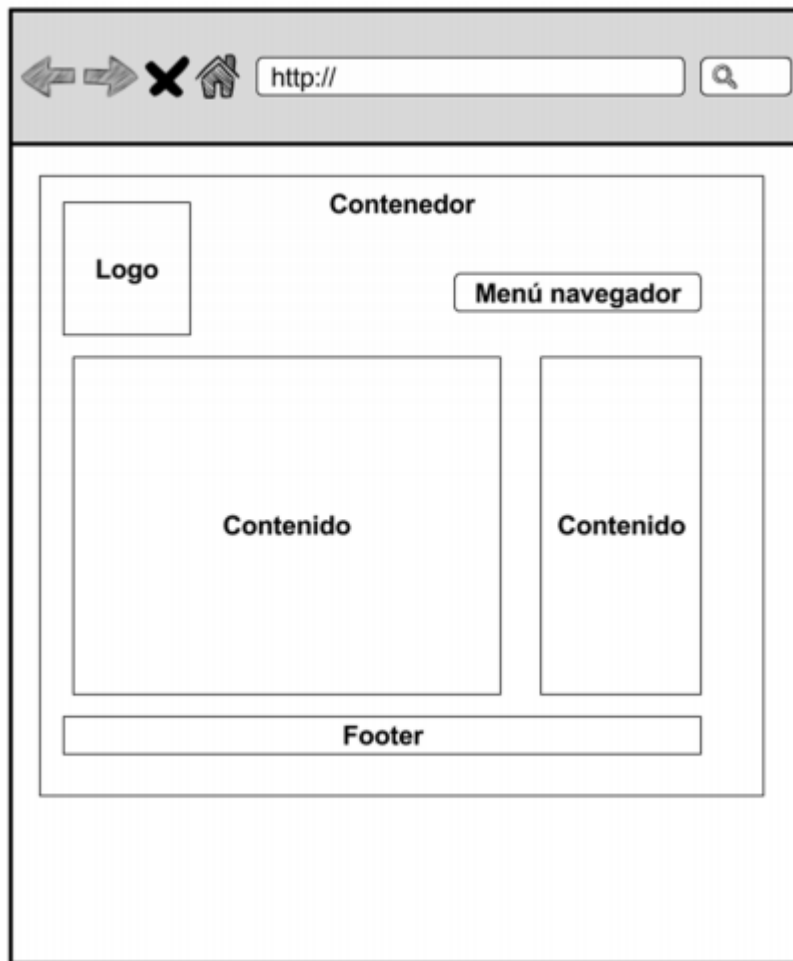 http://
Contenedor
Logo
Menú navegador
Contenido
Contenido
Footer